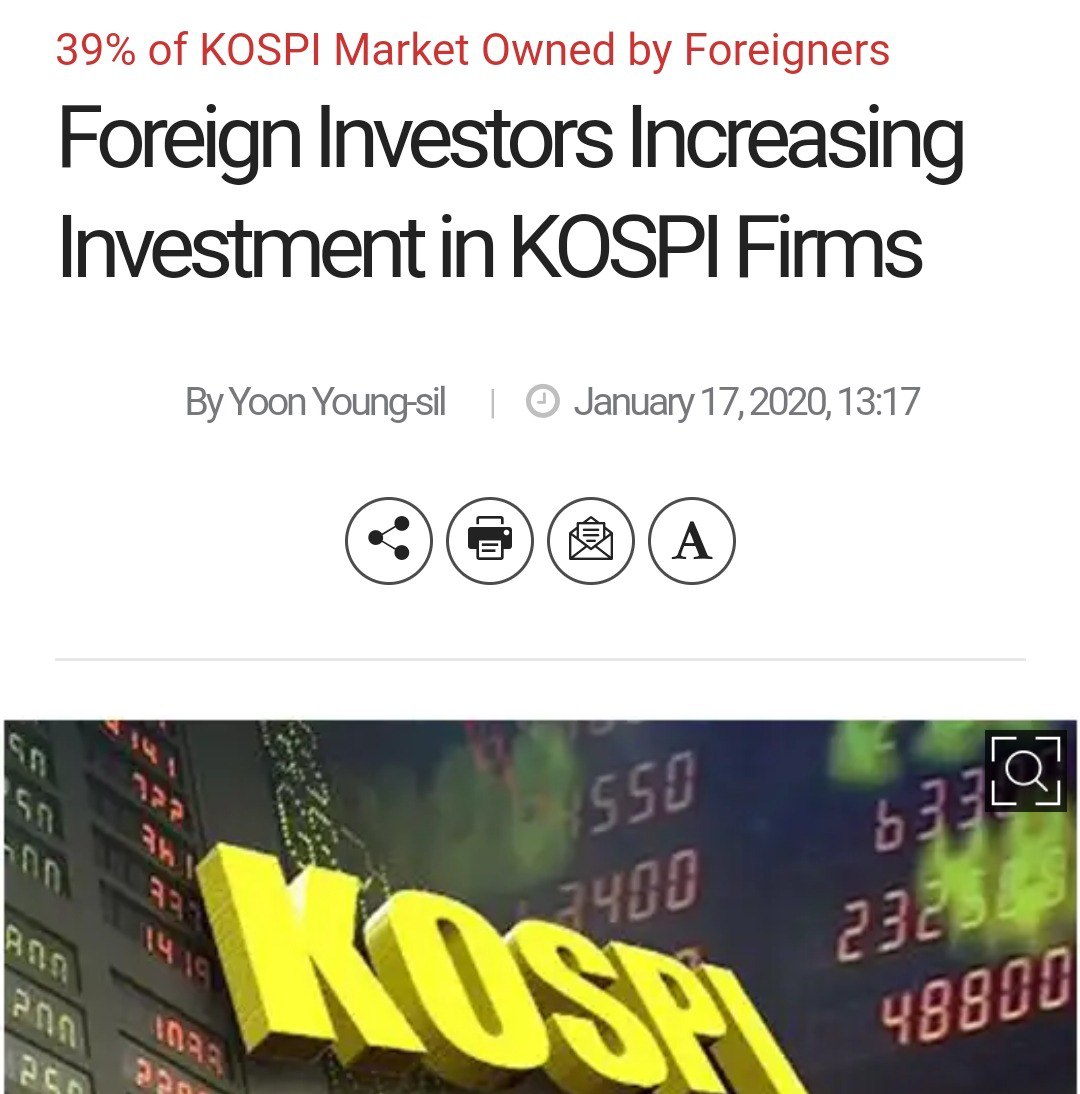 39% of KOSPI Market Owned by Foreigners
Foreign Investors Increasing
Investment in KOSPI Firms
By Yoon Young-sil | January 17, 2020, 13:17
A
550
3400
48800
KOSPI